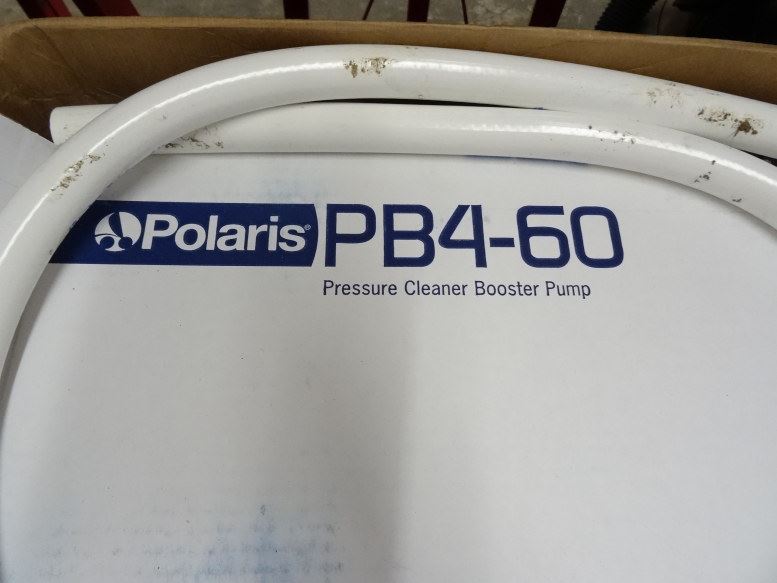 Polaris® PB4-60
Pressure Cleaner Booster Pump